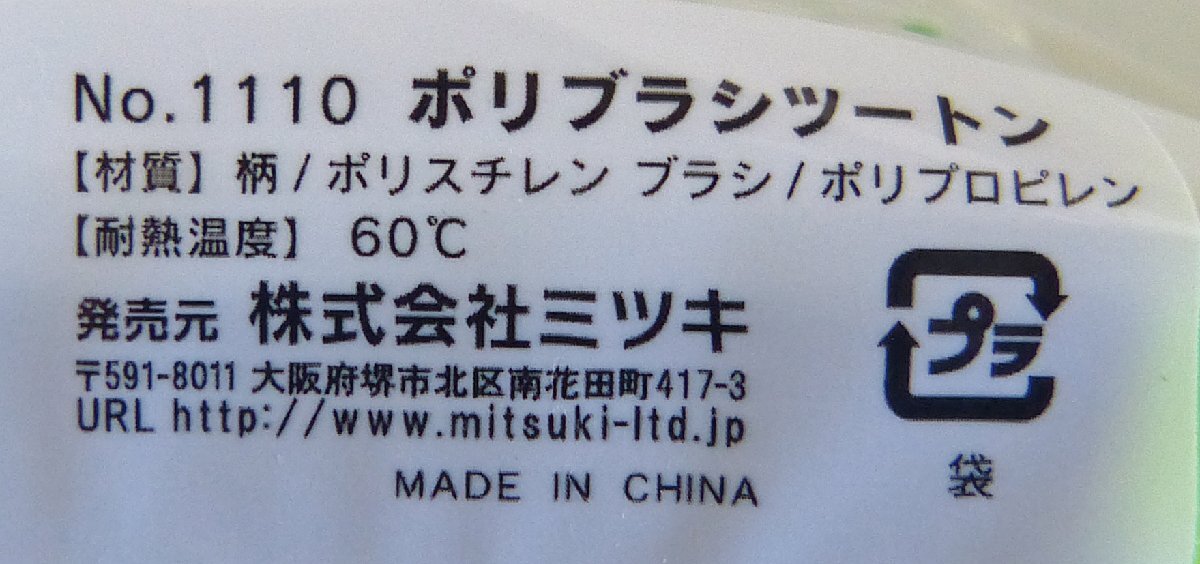 No.1110 ポリブラシツートン
【材質】柄/ポリスチレン ブラシ/ポリプロピレン
【耐熱温度】 60℃
発売元 株式会社ミツキ
〒591-8011 大阪府堺市北区南花田町417-3
URL http://www.mitsuki-ltd.jp
MADE IN CHINA
プラ
袋